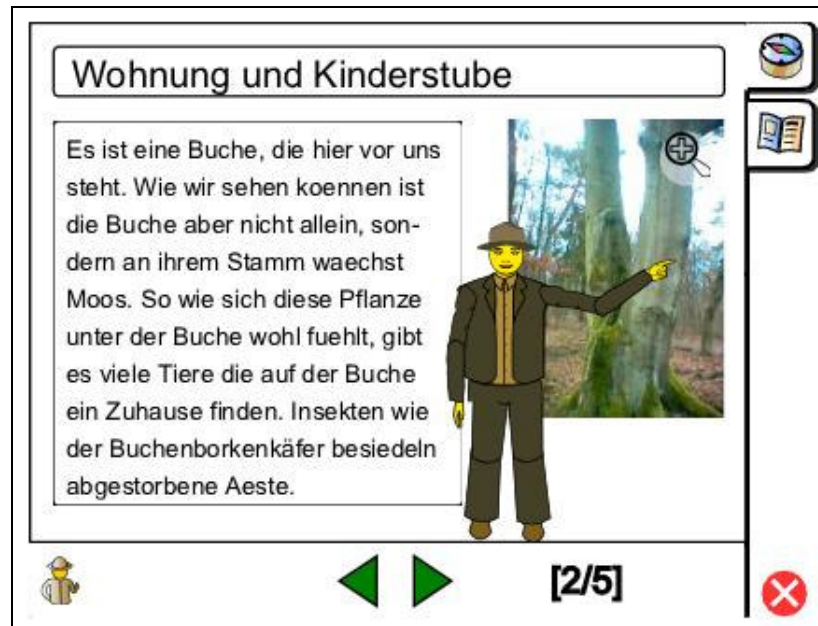 Wohnung und Kinderstube
Es ist eine Buche, die hier vor uns
steht. Wie wir sehen koennen ist
die Buche aber nicht allein, son-
dern an ihrem Stamm waechst
Moos. So wie sich diese Pflanze
unter der Buche wohl fuehlt, gibt
es viele Tiere die auf der Buche
ein Zuhause finden. Insekten wie
der Buchenborkenkäfer besiedeln
abgestorbene Aeste.
[2/5]